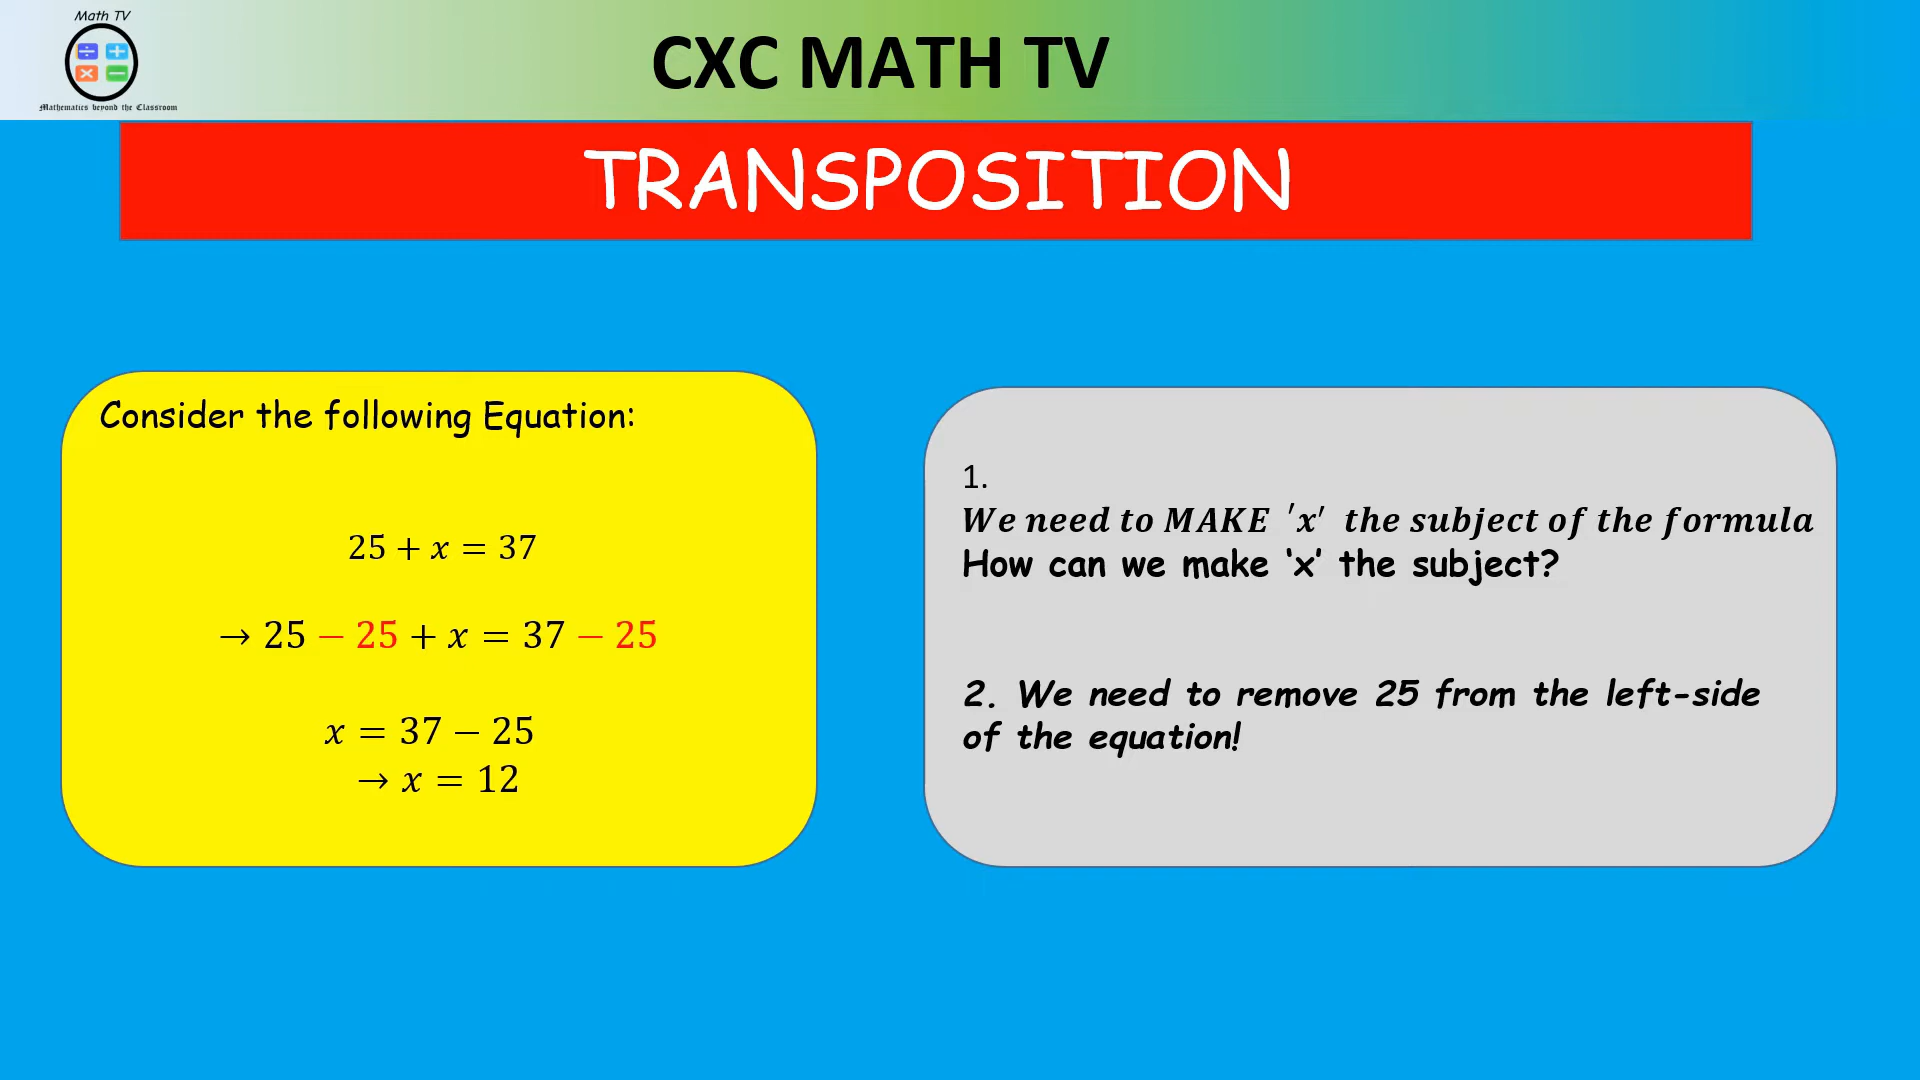 Math TV
Mathematics beyond the Classroom
CXC MATH TV
TRANSPOSITION
Consider the following Equation:
25 + x = 37
→ 25 − 25 + x = 37 − 25
x = 37 − 25
→ x = 12
1.
We need to MAKE ′x′ the subject of the formula
How can we make ‘x’ the subject?
2. We need to remove 25 from the left-side
of the equation!